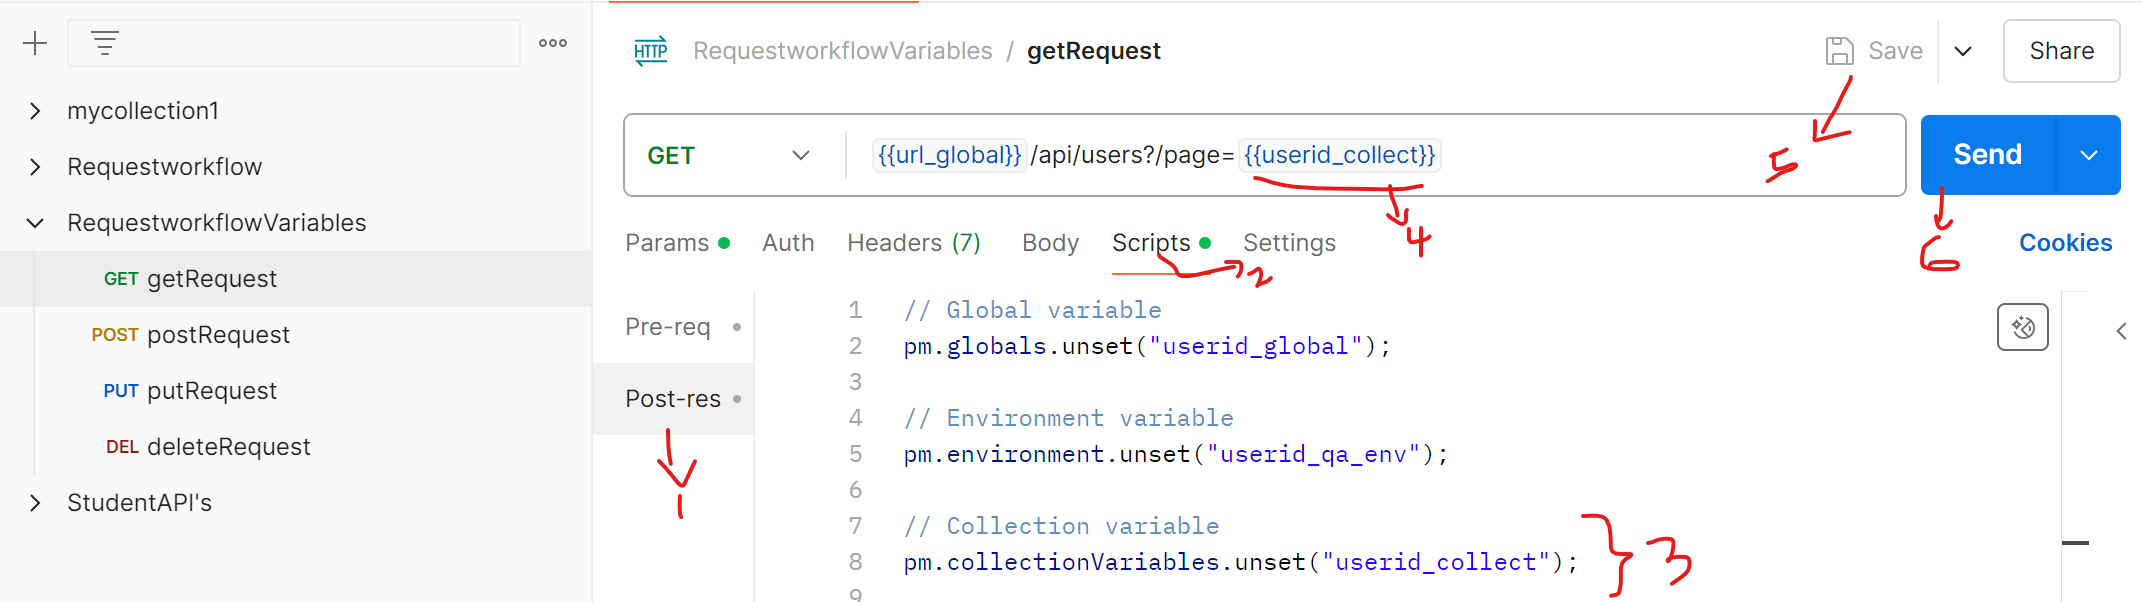 mycollection1
Requestworkflow
RequestworkflowVariables
GET getRequest
POST postRequest
PUT putRequest
DEL deleteRequest
StudentAPI's
HTTP RequestworkflowVariables / getRequest
Save
Share
GET {{url_global}}/api/users?/page={{userid_collect}}
Send
5
4
6
Params Auth Headers (7) Body Scripts Settings
Cookies
2
Pre-req
Post-res
1
1 // Global variable
2 pm.globals.unset("userid_global");
3
4 // Environment variable
5 pm.environment.unset("userid_qa_env");
6
7 // Collection variable
8 pm.collectionVariables.unset("userid_collect");
9
} 3